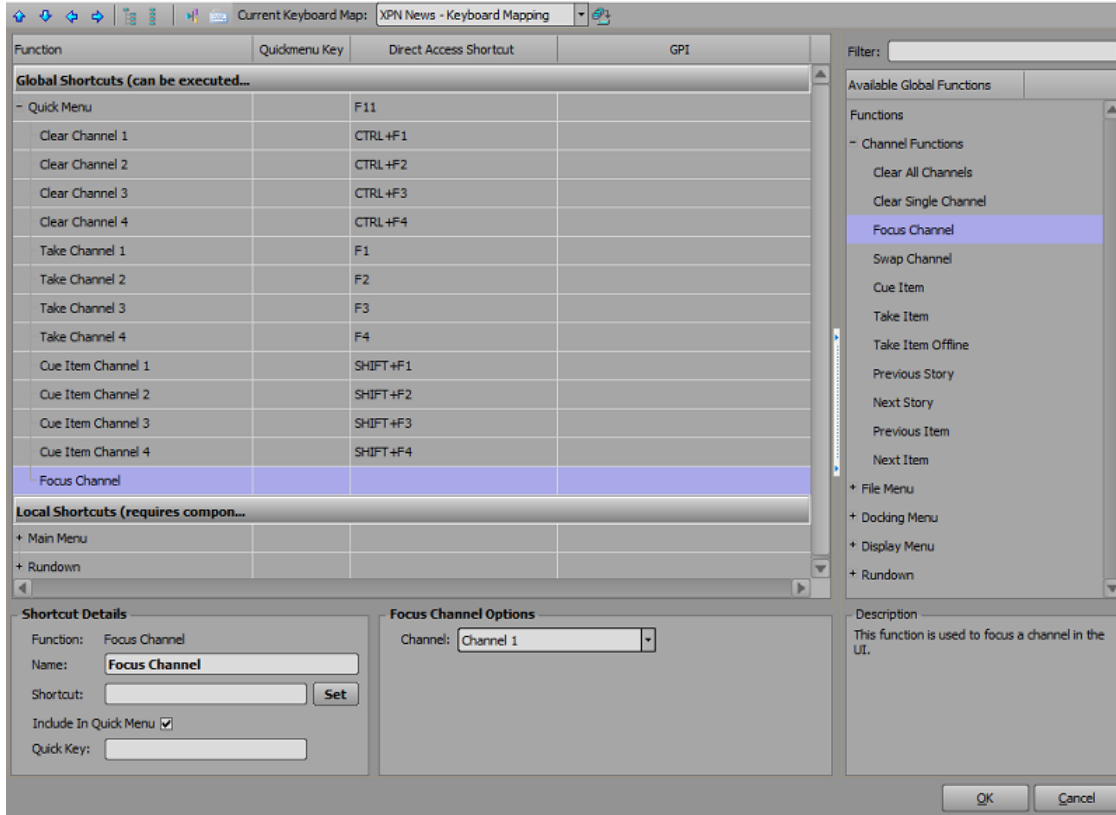 Current Keyboard Map: XPN News - Keyboard Mapping
Function Quickmenu Key Direct Access Shortcut GPI
Global Shortcuts (can be executed...
- Quick Menu F11
Clear Channel 1 CTRL+F1
Clear Channel 2 CTRL+F2
Clear Channel 3 CTRL+F3
Clear Channel 4 CTRL+F4
Take Channel 1 F1
Take Channel 2 F2
Take Channel 3 F3
Take Channel 4 F4
Cue Item Channel 1 SHIFT+F1
Cue Item Channel 2 SHIFT+F2
Cue Item Channel 3 SHIFT+F3
Cue Item Channel 4 SHIFT+F4
Focus Channel
Local Shortcuts (requires compon...
+ Main Menu
+ Rundown
Filter:
Available Global Functions
Functions
- Channel Functions
Clear All Channels
Clear Single Channel
Focus Channel
Swap Channel
Cue Item
Take Item
Take Item Offline
Previous Story
Next Story
Previous Item
Next Item
+ File Menu
+ Docking Menu
+ Display Menu
+ Rundown
Shortcut Details
Function: Focus Channel
Name: Focus Channel
Shortcut: Set
Include In Quick Menu
Quick Key:
Focus Channel Options
Channel: Channel 1
Description
This function is used to focus a channel in the
UI.
OK Cancel